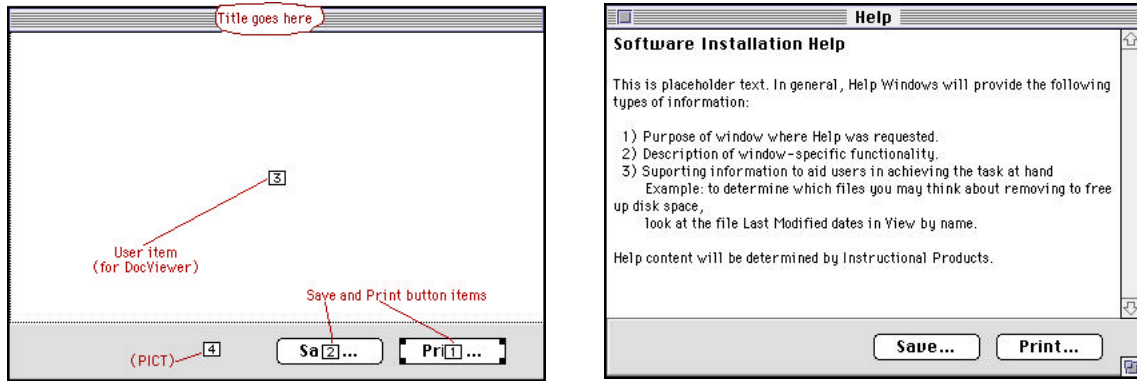 Title goes here
3
User item
(for DocViewer)
Save and Print button items
(PICT)
4
Sa 2 ...
Pri 1 ...
Help
Software Installation Help
This is placeholder text. In general, Help Windows will provide the following
types of information:
1) Purpose of window where Help was requested.
2) Description of window-specific functionality.
3) Suporting information to aid users in achieving the task at hand
Example: to determine which files you may think about removing to free
up disk space,
look at the file Last Modified dates in View by name.
Help content will be determined by Instructional Products.
Save...
Print...